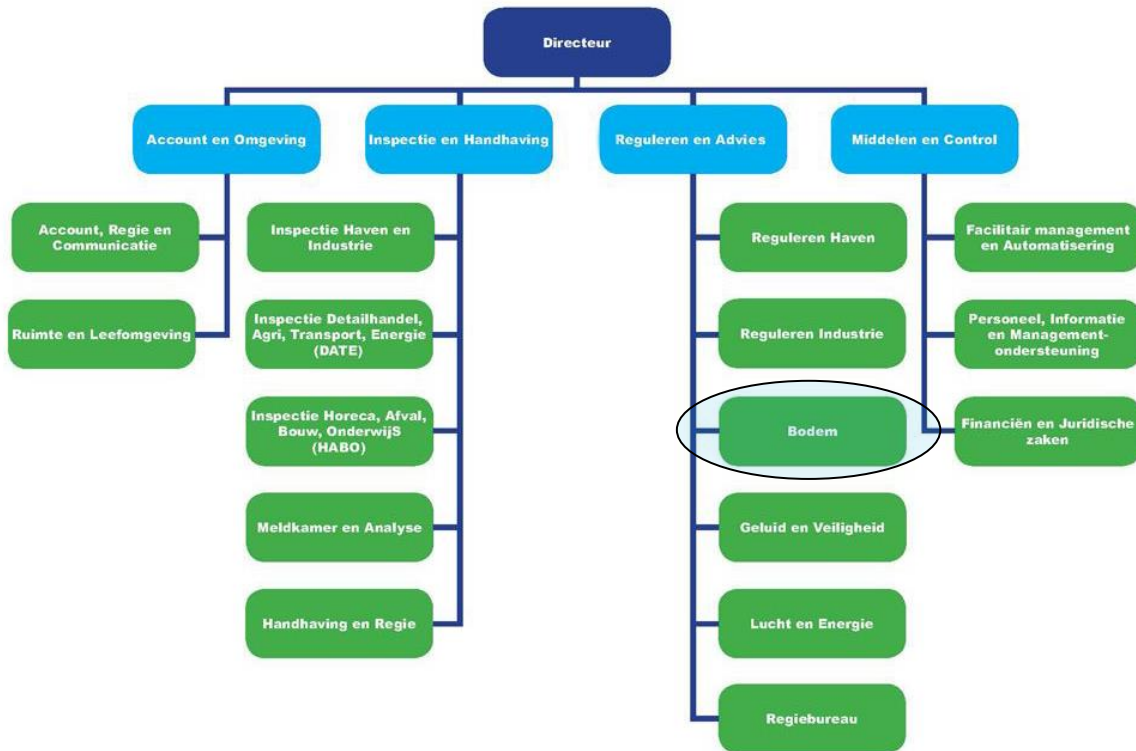 Directeur
Account en Omgeving
Inspectie en Handhaving
Reguleren en Advies
Middelen en Control
Account, Regie en
Communicatie
Ruimte en Leefomgeving
Inspectie Haven en
Industrie
Inspectie Detailhandel,
Agri, Transport, Energie
(DATE)
Inspectie Horeca, Afval,
Bouw, OnderwijS
(HABO)
Meldkamer en Analyse
Handhaving en Regie
Reguleren Haven
Reguleren Industrie
Bodem
Geluid en Veiligheid
Lucht en Energie
Regiebureau
Facilitair management
en Automatisering
Personeel, Informatie
en Management-
ondersteuning
Financiën en Juridische
zaken